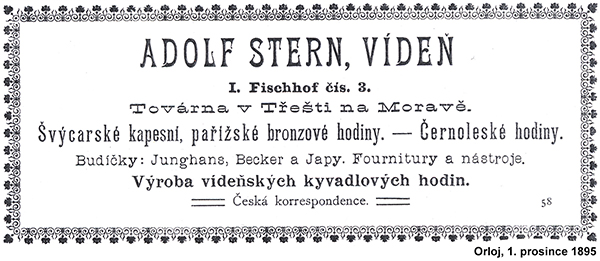 ADOLF STERN, VÍDEŇ
I. Fischhof čís. 3.
Továrna v Třešti na Moravě.
Švýcarské kapesní, pařížské bronzové hodiny. — Černoleské hodiny.
Budíčky: Junghans, Becker a Japy. Fournitury a nástroje.
Výroba vídeňských kyvadlových hodin.
Česká korrespondence. 58
Orloj, 1. prosince 1895